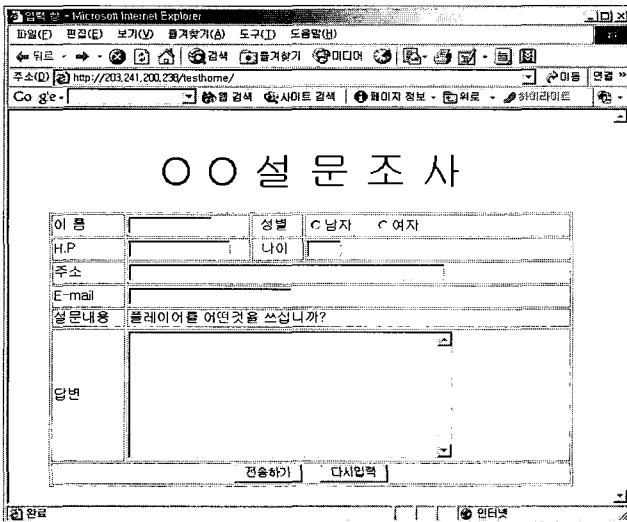 입력 창 - Microsoft Internet Explorer
파일(F) 편집(E) 보기(V) 즐겨찾기(A) 도구(T) 도움말(H)
뒤로 검색 즐겨찾기 미디어
주소(D) http://203,241,200,238/testhome/ 이동 연결 »
Co g'e 웹 검색 사이트 검색 페이지 정보 위로 하이라이트
○○설문조사
이 름 성별 남자 여자
H.P 나이
주소
E-mail
설문내용 플레이어를 어떤것을 쓰십니까?
답변
전송하기 다시입력
완료 인터넷